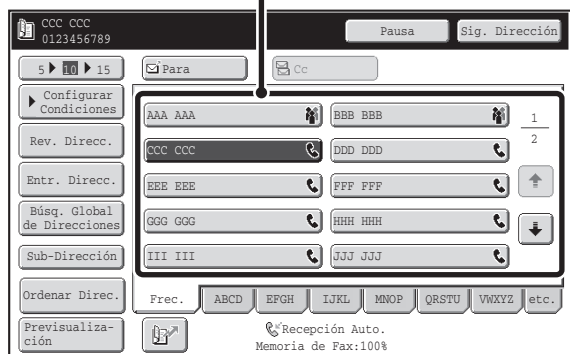 CCC CCC
0123456789
Pausa
Sig. Dirección
5 10 15
Para
Cc
Configurar
Condiciones
Rev. Direcc.
Entr. Direcc.
Búsq. Global
de Direcciones
Sub-Dirección
Ordenar Direc.
Previsualiza-
ción
AAA AAA
BBB BBB
CCC CCC
DDD DDD
EEE EEE
FFF FFF
GGG GGG
HHH HHH
III III
JJJ JJJ
1
2
Frec.
ABCD
EFGH
IJKL
MNOP
QRSTU
VWXYZ
etc.
Recepción Auto.
Memoria de Fax:100%